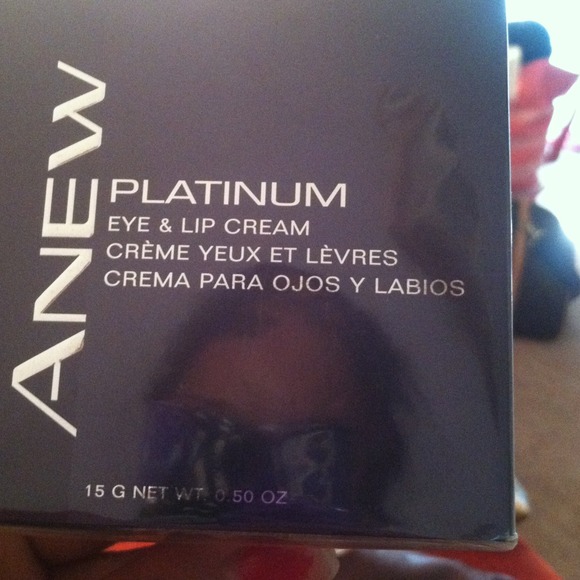 ANEW
PLATINUM
EYE & LIP CREAM
CRÈME YEUX ET LÈVRES
CREMA PARA OJOS Y LABIOS
15 G NET WT. 0.50 OZ